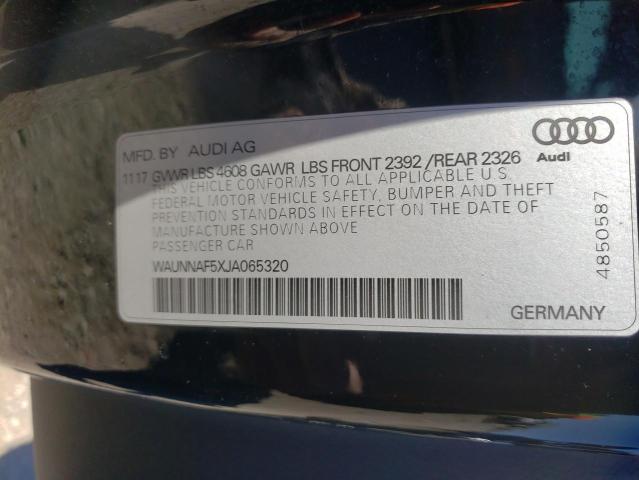 MFD. BY AUDI AG
11 17 GVWR LBS 4608 GAWR LBS FRONT 2392 / REAR 2326
THIS VEHICLE CONFORMS TO ALL APPLICABLE U.S.
FEDERAL MOTOR VEHICLE SAFETY, BUMPER AND THEFT
PREVENTION STANDARDS IN EFFECT ON THE DATE OF
MANUFACTURE SHOWN ABOVE
PASSENGER CAR
WAUNNAF5XJA065320
Audi
4850587
GERMANY